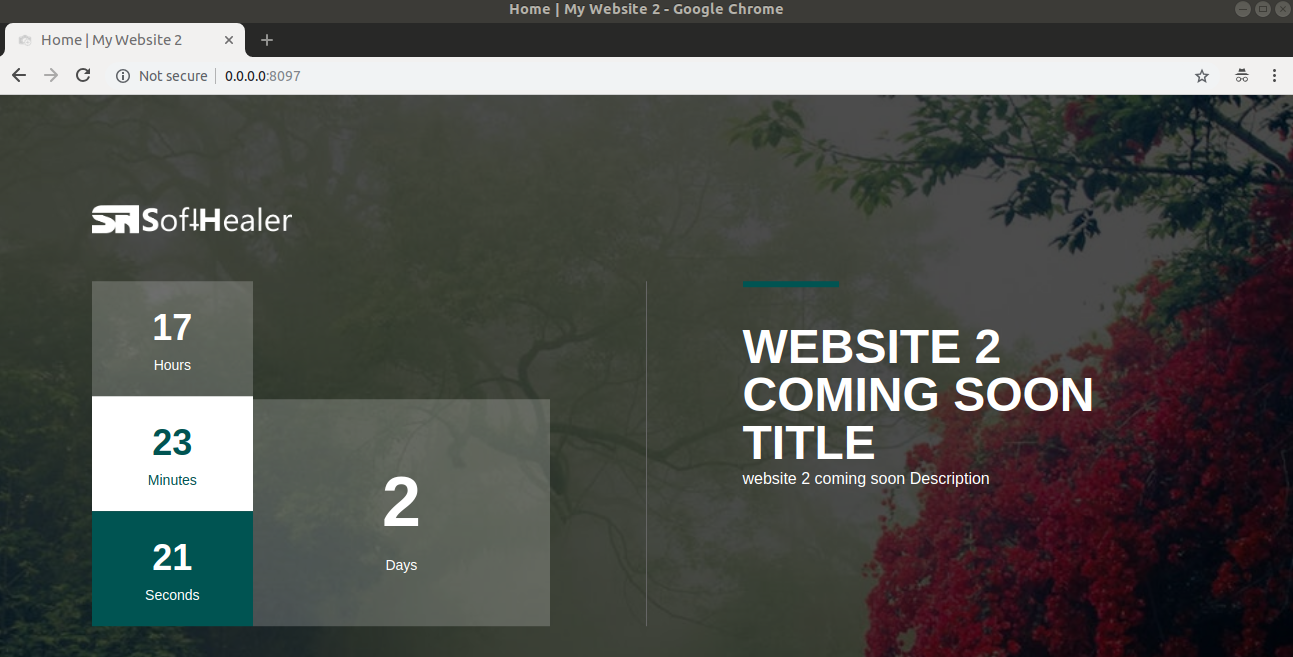 Home | My Website 2 - Google Chrome
Home | My Website 2
Not secure
0.0.0.0:8097
SoftHealer
17
Hours
23
Minutes
21
Seconds
2
Days
WEBSITE 2
COMING SOON
TITLE
website 2 coming soon Description